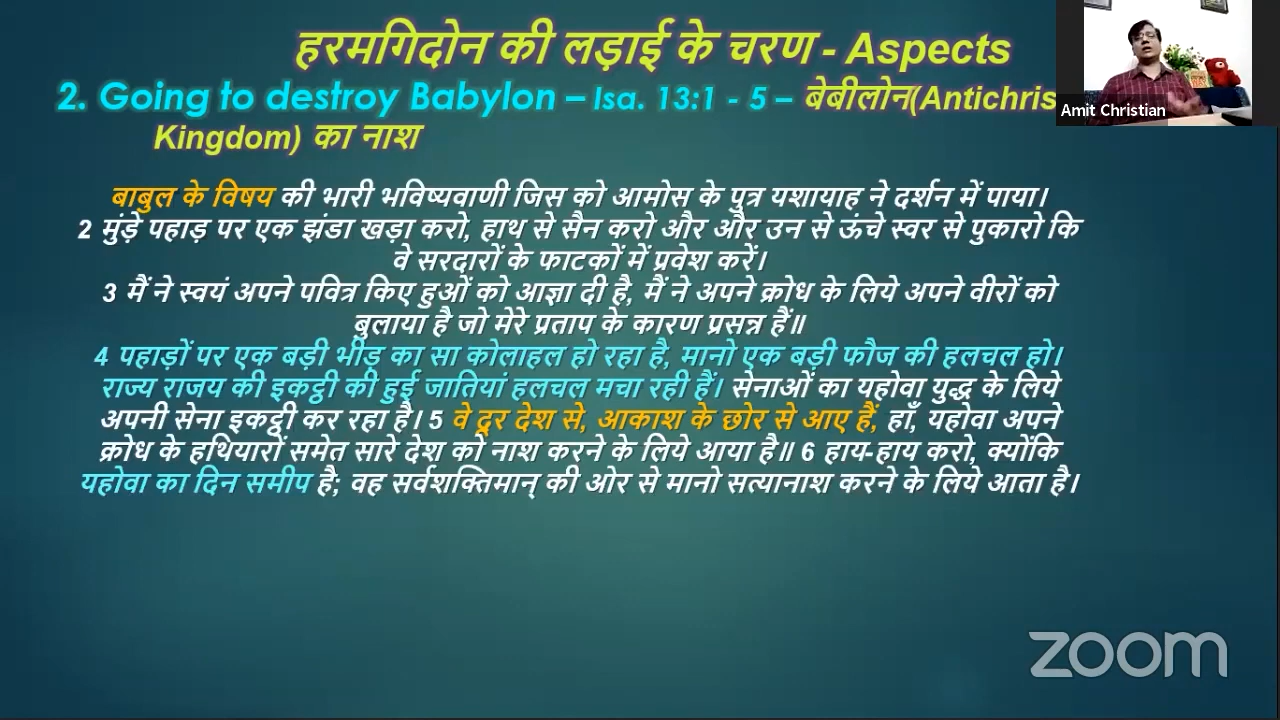 हरमगिदोन की लड़ाई के चरण - Aspects
2. Going to destroy Babylon – Isa. 13:1 - 5 – बेबीलोन(Antichris
Kingdom) का नाश
Amit Christian
बाबुल के विषय की भारी भविष्यवाणी जिस को आमोस के पुत्र यशायाह ने दर्शन में पाया।
2 मुंड़े पहाड़ पर एक झंडा खड़ा करो, हाथ से सैन करो और और उन से ऊंचे स्वर से पुकारो कि
वे सरदारों के फाटकों में प्रवेश करें।
3 मैं ने स्वयं अपने पवित्र किए हुओं को आज्ञा दी है, मैं ने अपने क्रोध के लिये अपने वीरों को
बुलाया है जो मेरे प्रताप के कारण प्रसन्न हैं॥
4 पहाड़ों पर एक बड़ी भीड़ का सा कोलाहल हो रहा है, मानो एक बड़ी फौज की हलचल हो।
राज्य राजय की इकट्ठी की हुई जातियां हलचल मचा रही हैं। सेनाओं का यहोवा युद्ध के लिये
अपनी सेना इकट्ठी कर रहा है। 5 वे दूर देश से, आकाश के छोर से आए हैं, हाँ, यहोवा अपने
क्रोध के हथियारों समेत सारे देश को नाश करने के लिये आया है॥ 6 हाय-हाय करो, क्योंकि
यहोवा का दिन समीप है; वह सर्वशक्तिमान् की ओर से मानो सत्यानाश करने के लिये आता है।
zoom